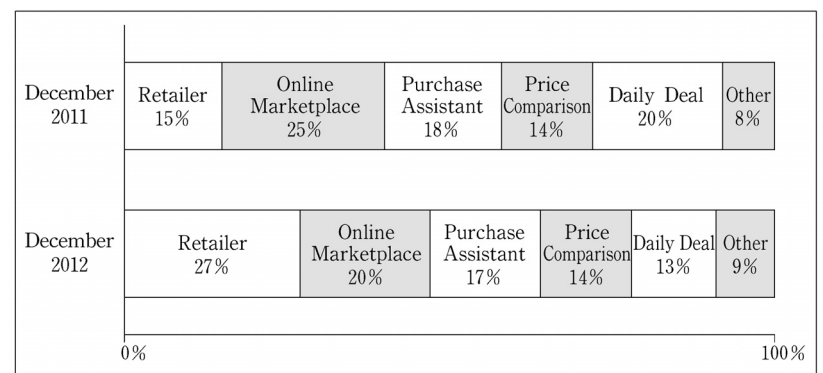 December
2011
Retailer
15%
Online
Marketplace
25%
Purchase
Assistant
18%
Price
Comparison
14%
Daily Deal
20%
Other
8%
December
2012
Retailer
27%
Online
Marketplace
20%
Purchase
Assistant
17%
Price
Comparison
14%
Daily Deal
13%
Other
9%
0%
100%